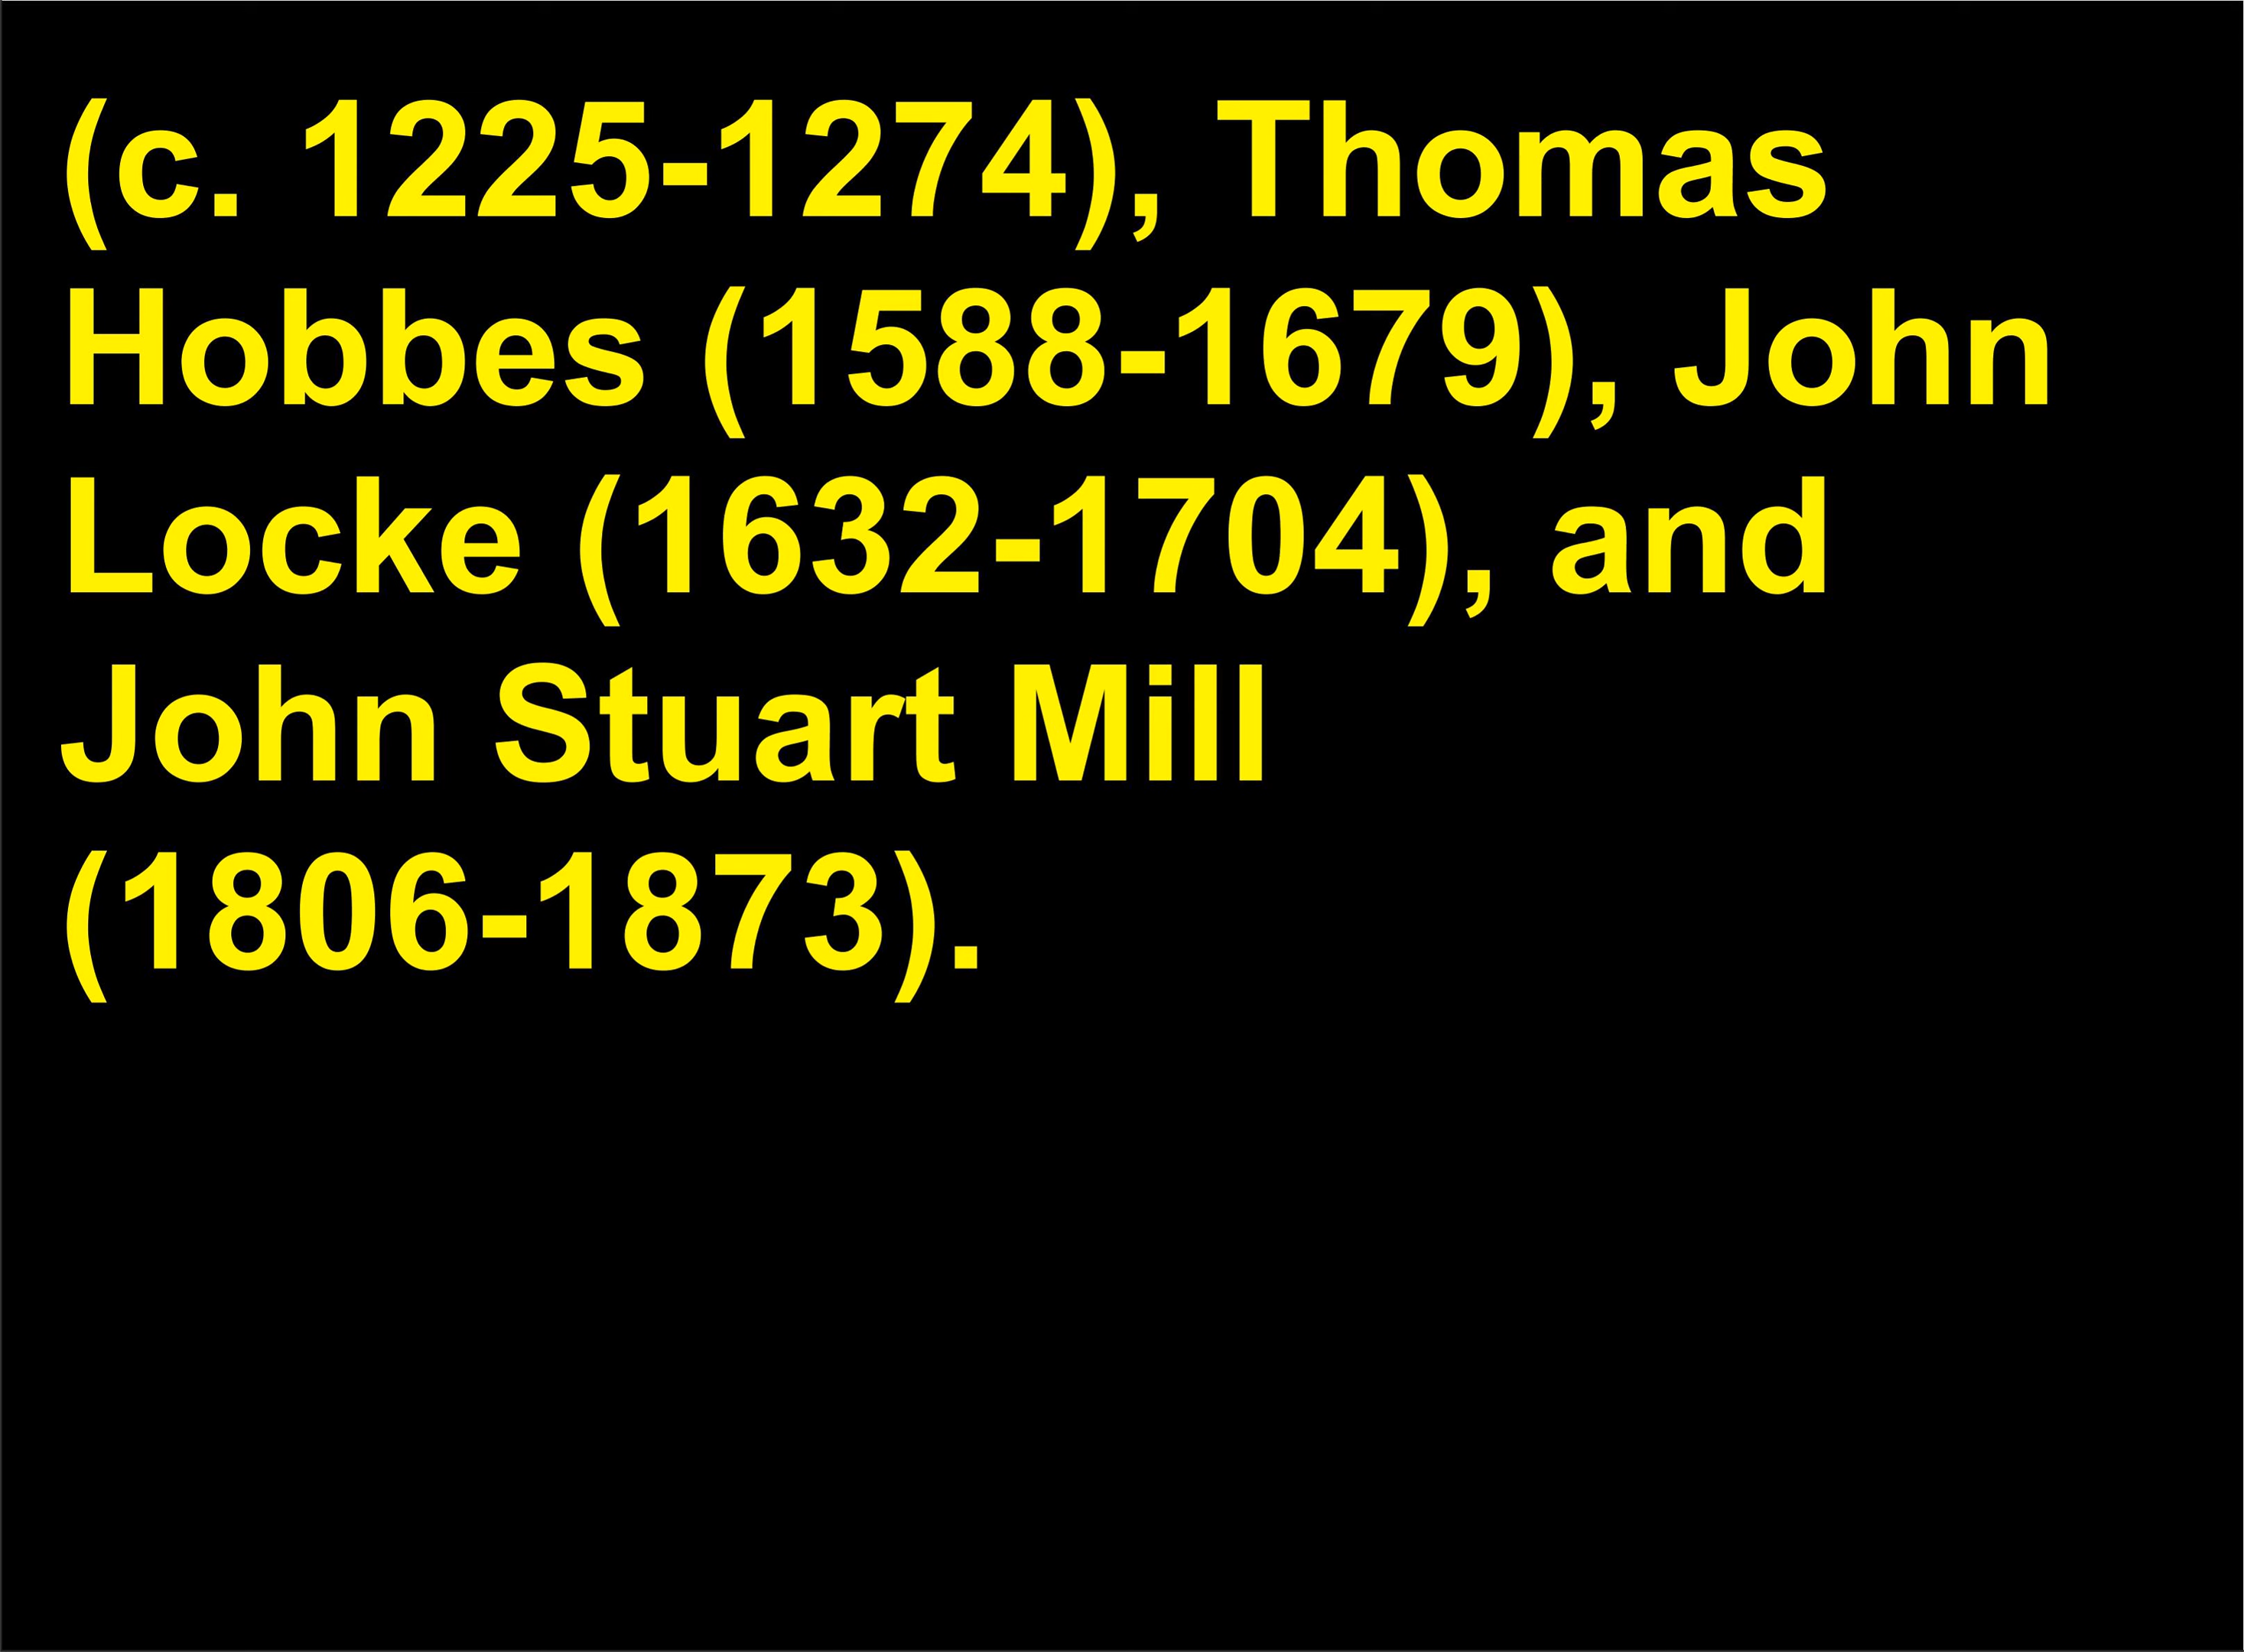 (c. 1225-1274), Thomas
Hobbes (1588-1679), John
Locke (1632-1704), and
John Stuart Mill
(1806-1873).